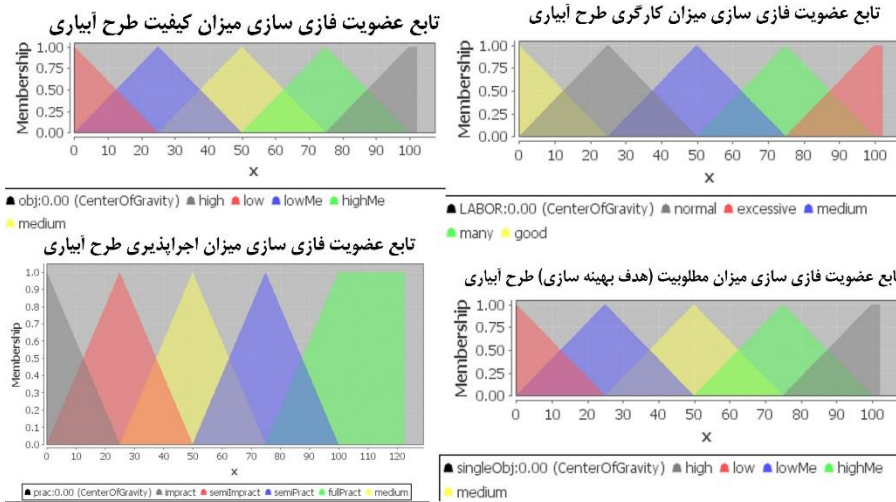 تابع عضویت فازی سازی میزان کیفیت طرح آبیاری
Membership
1.00
0.75
0.50
0.25
0.00
0 10 20 30 40 50 60 70 80 90 100
x
obj:0.00 (CenterOfGravity) high low lowMe highMe
medium
تابع عضویت فازی سازی میزان کارگری طرح آبیاری
Membership
1.00
0.75
0.50
0.25
0.00
0 10 20 30 40 50 60 70 80 90 100
x
LABOR:0.00 (CenterOfGravity) normal excessive medium
many good
تابع عضویت فازی سازی میزان اجراپذیری طرح آبیاری
Membership
1.0
0.9
0.8
0.7
0.6
0.5
0.4
0.3
0.2
0.1
0.0
0 10 20 30 40 50 60 70 80 90 100 110 120
x
prac:0.00 (CenterOfGravity) impract semiImpract semiPract fullPract medium
تابع عضویت فازی سازی میزان مطلوبیت (هدف بهینه سازی) طرح آبیاری
Membership
1.00
0.75
0.50
0.25
0.00
0 10 20 30 40 50 60 70 80 90 100
x
singleObj:0.00 (CenterOfGravity) high low lowMe highMe
medium